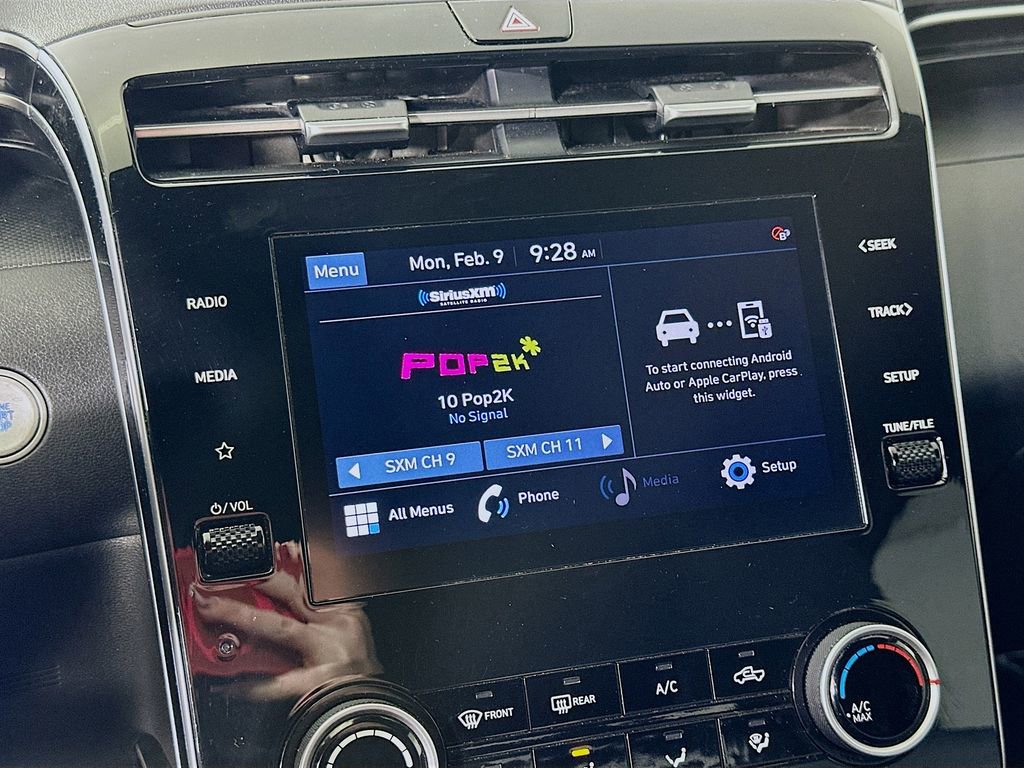 Menu
Mon, Feb. 9
9:28 AM
SiriusXM
SATELLITE RADIO
POP2K
10 Pop2K
No Signal
SXM CH 9
SXM CH 11
To start connecting Android
Auto or Apple CarPlay, press
this widget.
All Menus
Phone
Media
Setup
RADIO
MEDIA
/VOL
SEEK
TRACK
SETUP
TUNE/FILE
FRONT
REAR
A/C
A/C
MAX